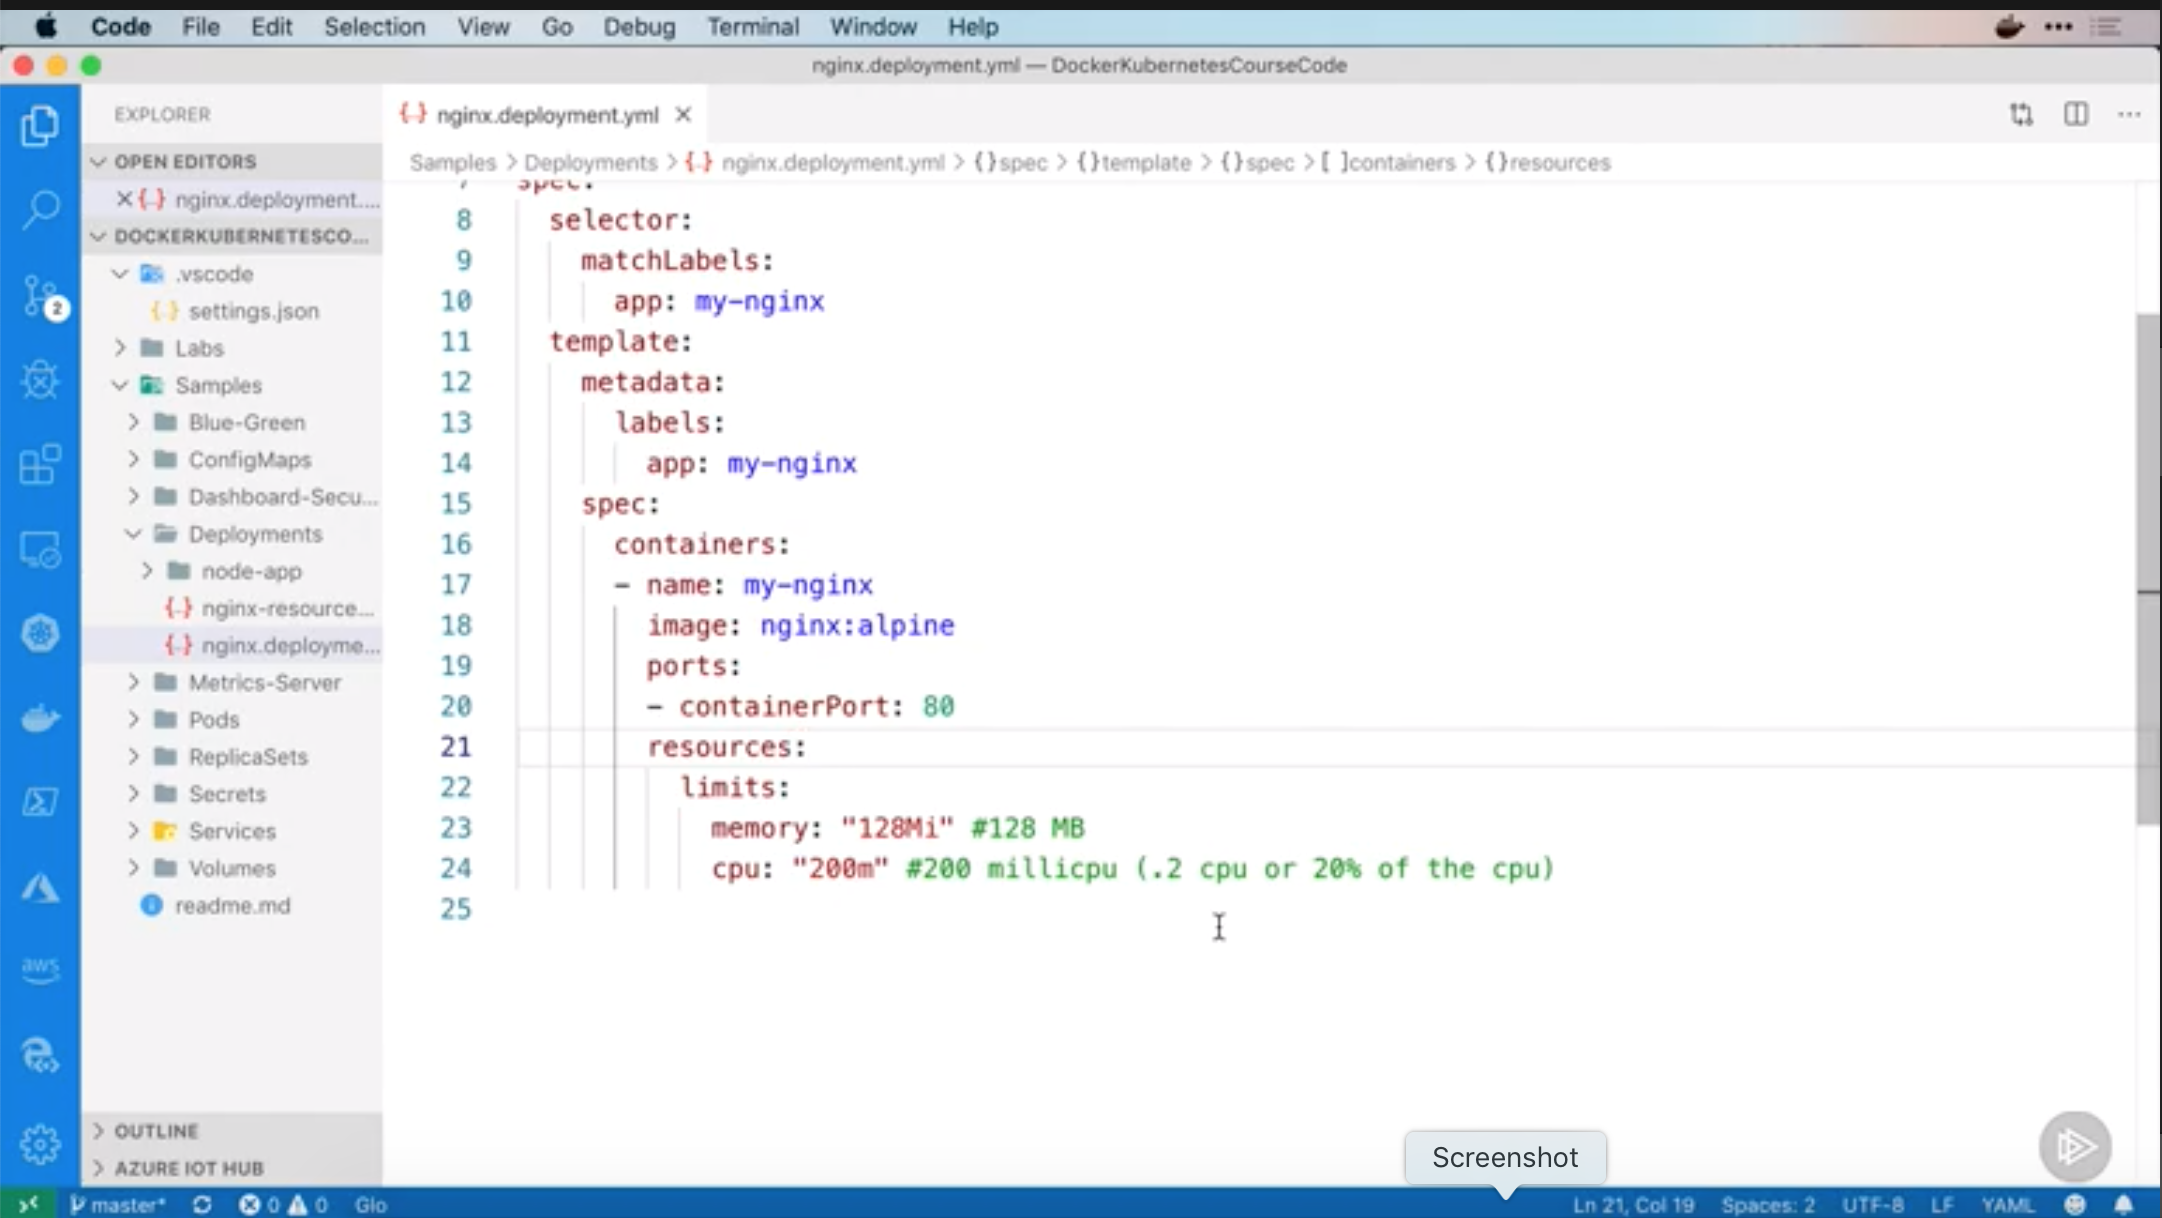 Code File Edit Selection View Go Debug Terminal Window Help
nginx.deployment.yml — DockerKubernetesCourseCode
EXPLORER
OPEN EDITORS
nginx.deployment....
DOCKERKUBERNETESCO...
.vscode
settings.json
Labs
Samples
Blue-Green
ConfigMaps
Dashboard-Secu...
Deployments
node-app
nginx-resource...
nginx.deployme...
Metrics-Server
Pods
ReplicaSets
Secrets
Services
Volumes
readme.md
OUTLINE
AZURE IOT HUB
2
aws
nginx.deployment.yml
Samples > Deployments > {..} nginx.deployment.yml > {} spec > {} template > {} spec > [ ] containers > {} resources
7 spec:
8 selector:
9 matchLabels:
10 app: my-nginx
11 template:
12 metadata:
13 labels:
14 app: my-nginx
15 spec:
16 containers:
17 - name: my-nginx
18 image: nginx:alpine
19 ports:
20 - containerPort: 80
21 resources:
22 limits:
23 memory: "128Mi" #128 MB
24 cpu: "200m" #200 millicpu (.2 cpu or 20% of the cpu)
25
Screenshot
master* 0 0 Glo Ln 21, Col 19 Spaces: 2 UTF-8 LF YAML